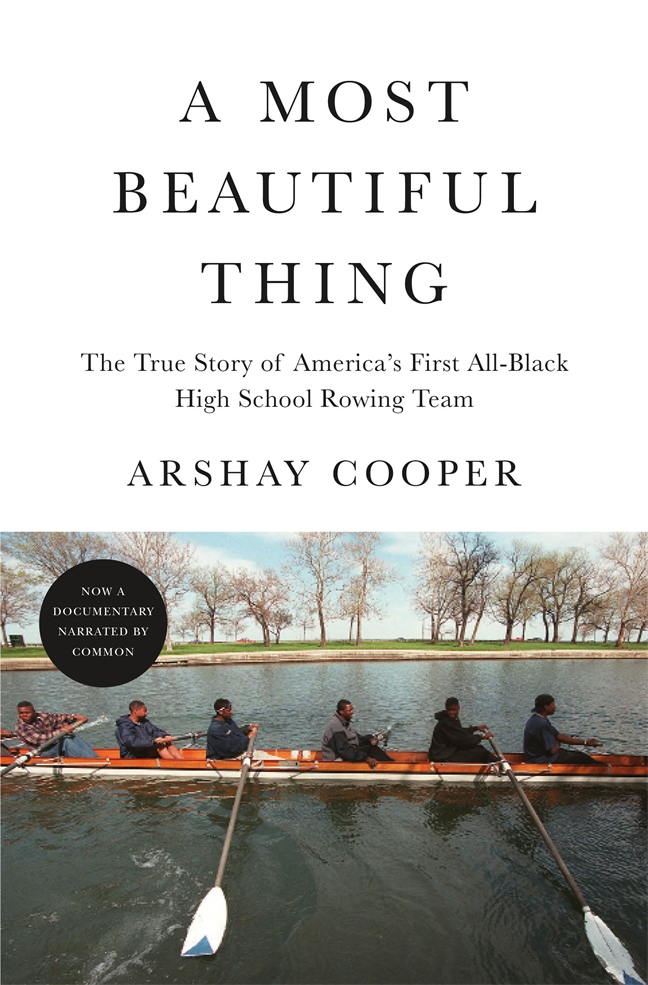 A MOST
BEAUTIFUL
THING
The True Story of America's First All-Black
High School Rowing Team
ARSHAY COOPER
NOW A
DOCUMENTARY
NARRATED BY
COMMON